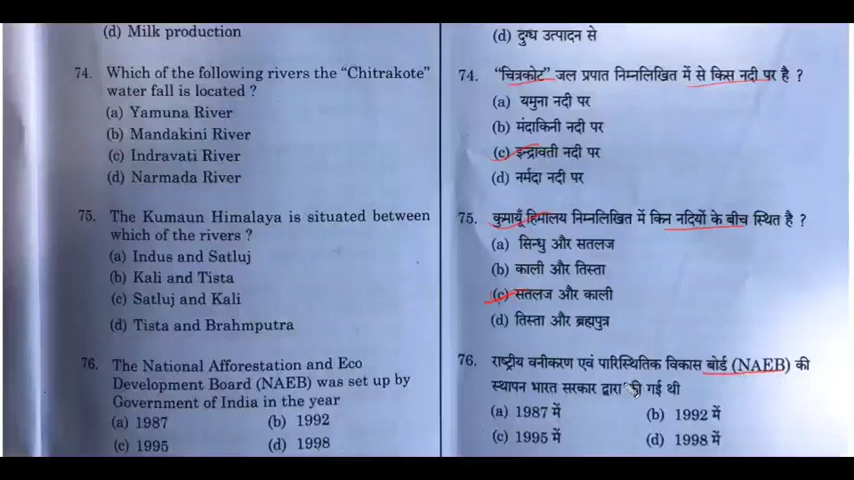 (d) Milk production
74. Which of the following rivers the “Chitrakote”
water fall is located ?
(a) Yamuna River
(b) Mandakini River
(c) Indravati River
(d) Narmada River
75. The Kumaun Himalaya is situated between
which of the rivers ?
(a) Indus and Satluj
(b) Kali and Tista
(c) Satluj and Kali
(d) Tista and Brahmputra
76. The National Afforestation and Eco
Development Board (NAEB) was set up by
Government of India in the year
(a) 1987 (b) 1992
(c) 1995 (d) 1998
(d) दुग्ध उत्पादन से
74. “चित्रकोट” जल प्रपात निम्नलिखित में से किस नदी पर है ?
(a) यमुना नदी पर
(b) मंदाकिनी नदी पर
(c) इन्द्रावती नदी पर
(d) नर्मदा नदी पर
75. कुमायूँ हिमालय निम्नलिखित में किन नदियों के बीच स्थित है ?
(a) सिन्धु और सतलज
(b) काली और तिस्ता
(c) सतलज और काली
(d) तिस्ता और ब्रह्मपुत्र
76. राष्ट्रीय वनीकरण एवं पारिस्थितिक विकास बोर्ड (NAEB) की
स्थापन भारत सरकार द्वारा की गई थी
(a) 1987 में (b) 1992 में
(c) 1995 में (d) 1998 में